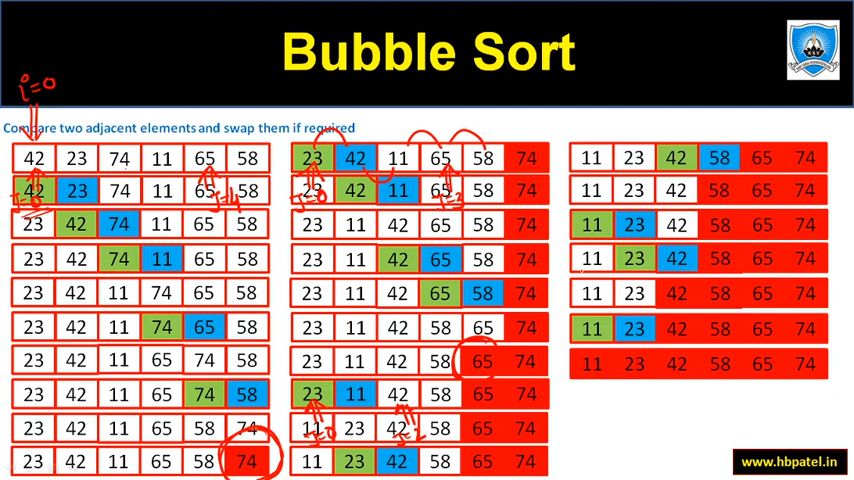 Bubble Sort
i=0
Compare two adjacent elements and swap them if required
42 23 74 11 65 58
42 23 74 11 65 58
J=0 J=4
23 42 74 11 65 58
23 42 74 11 65 58
23 42 11 74 65 58
23 42 11 74 65 58
23 42 11 65 74 58
23 42 11 65 74 58
23 42 11 65 58 74
23 42 11 65 58 74
23 42 11 65 58 74
23 42 11 65 58 74
J=0 J=3
23 11 42 65 58 74
23 11 42 65 58 74
23 11 42 65 58 74
23 11 42 58 65 74
23 11 42 58 65 74
23 11 42 58 65 74
11 23 42 58 65 74
J=0 J=2
11 23 42 58 65 74
11 23 42 58 65 74
11 23 42 58 65 74
11 23 42 58 65 74
11 23 42 58 65 74
11 23 42 58 65 74
11 23 42 58 65 74
11 23 42 58 65 74
www.hbpatel.in